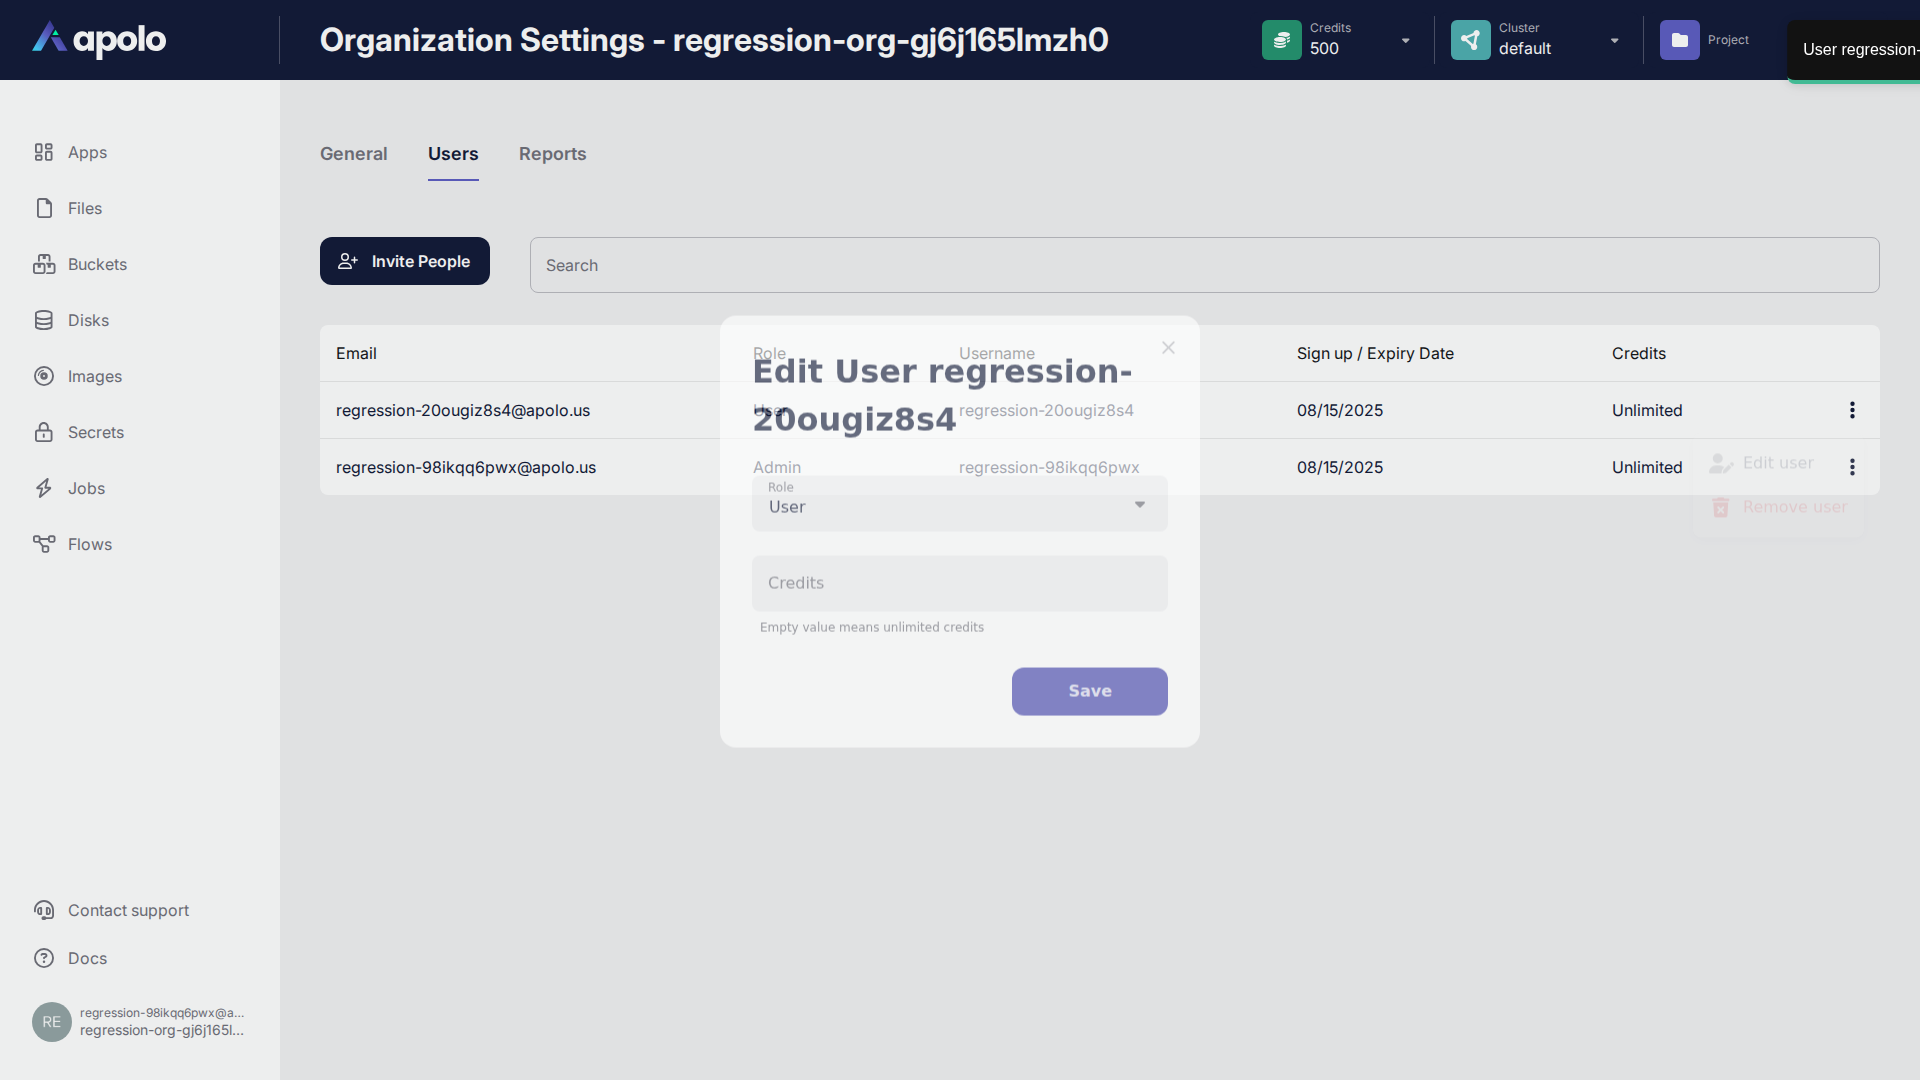 apolo
Organization Settings - regression-org-gj6j165lmzh0
Credits
500
Cluster
default
Project
User regression-
Apps
Files
Buckets
Disks
Images
Secrets
Jobs
Flows
Contact support
Docs
RE
regression-98ikqq6pwx@a...
regression-org-gj6j165l...
General Users Reports
Invite People
Search
Email Role Username Sign up / Expiry Date Credits
regression-20ougiz8s4@apolo.us User regression-20ougiz8s4 08/15/2025 Unlimited
regression-98ikqq6pwx@apolo.us Admin regression-98ikqq6pwx 08/15/2025 Unlimited
Edit user
Remove user
Edit User regression-
20ougiz8s4
Role
User
Credits
Empty value means unlimited credits
Save